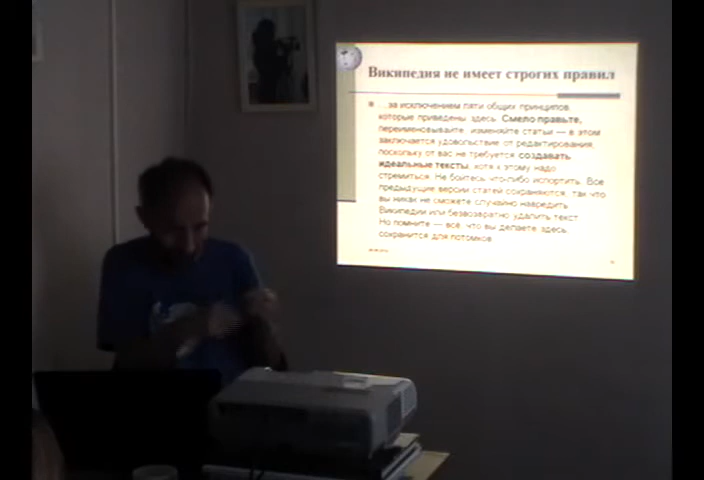 Википедия не имеет строгих правил
...за исключением пяти общих принципов,
которые приведены здесь. Смело правьте,
переименовывайте, изменяйте статьи — в этом
заключается удовольствие от редактирования,
поскольку от вас не требуется создавать
идеальные тексты, хотя к этому надо
стремиться. Не бойтесь что-либо испортить. Все
предыдущие версии статей сохраняются, так что
вы никак не сможете случайно навредить
Википедии или безвозвратно удалить текст.
Но помните — всё, что вы делаете здесь,
сохранится для потомков.